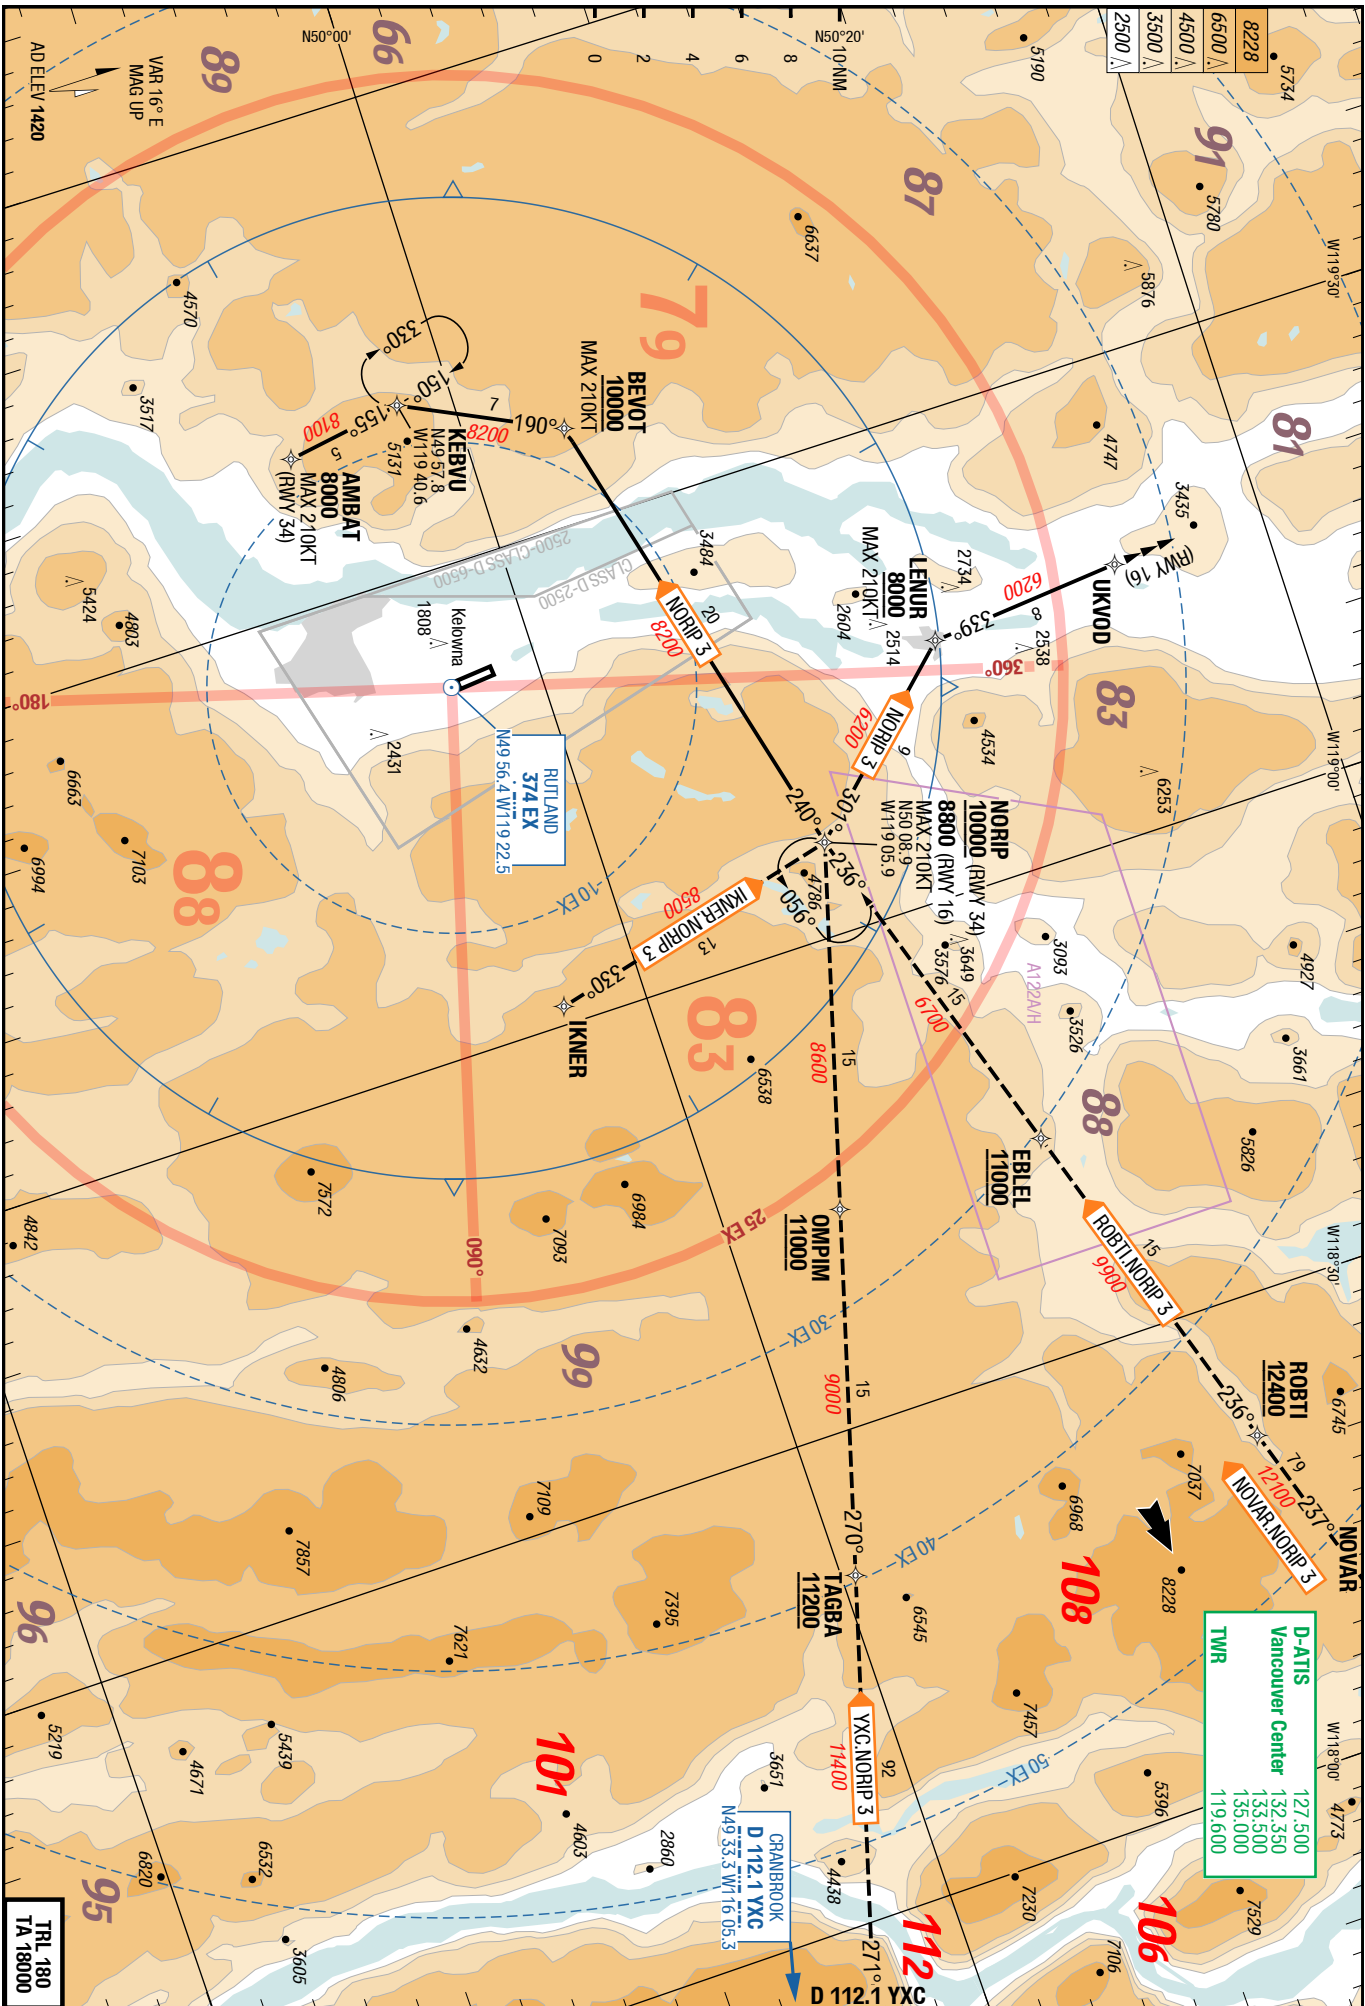 8228
6500
4500
3500
2500
5734
5190
N50°20'
10 NM
8
6
4
2
0
N50°00'
66
89
VAR 16° E
MAG UP
AD ELEV 1420
91
5780
87
6637
W119°30'
5876
79
4570
81
4747
3435
3517
330°
150°
BEVOT
10000
MAX 210KT
190°
7
8200
KEBVU
N49 57.8
W119 40.6
155°
8100
5
5131
AMBAT
8000
MAX 210KT
(RWY 34)
(RWY 16)
UKVOD
6200
8
339°
2538
2734
LENUR
8000
MAX 210KT
2604
2514
3484
2500-CLASS D-6500
CLASS D-2500
NORIP 3
20
8200
5424
4803
1808
Kelowna
360°
180°
83
4534
6253
W119°00'
NORIP 3
6200
9
301°
240°
NORIP
10000 (RWY 34)
8800 (RWY 16)
MAX 210KT
N50 08.9
W119 05.9
RUTLAND
374 EX
N49 56.4 W119 22.5
2431
6663
7103
6994
88
236°
056°
4786
10 EX
IKNER.NORIP 3
8500
13
330°
IKNER
3649
3576
3093
A122A/H
3526
4927
3661
15
6700
83
6538
15
8600
88
5826
EBLEL
11000
OMPIM
11000
25 EX
6984
7093
7572
4842
060°
ROBTI.NORIP 3
15
9900
W118°30'
30 EX
99
4632
4806
15
9000
ROBTI
12400
6745
236°
79
12100
237°
NOVAR
NOVAR.NORIP 3
7037
6968
8228
108
40 EX
270°
TAGBA
11200
6545
7109
7857
7395
7621
96
D-ATIS 127.500
Vancouver Center 132.350
133.500
135.000
TWR 119.600
7457
W118°00'
YXC.NORIP 3
92
11400
50 EX
5396
4773
101
3651
4603
2860
5219
5439
4671
6532
6820
95
3605
CRANBROOK
D 112.1 YXC
N49 33.3 W116 05.3
4438
7230
7529
106
7106
112
271°
D 112.1 YXC
TRL 180
TA 18000